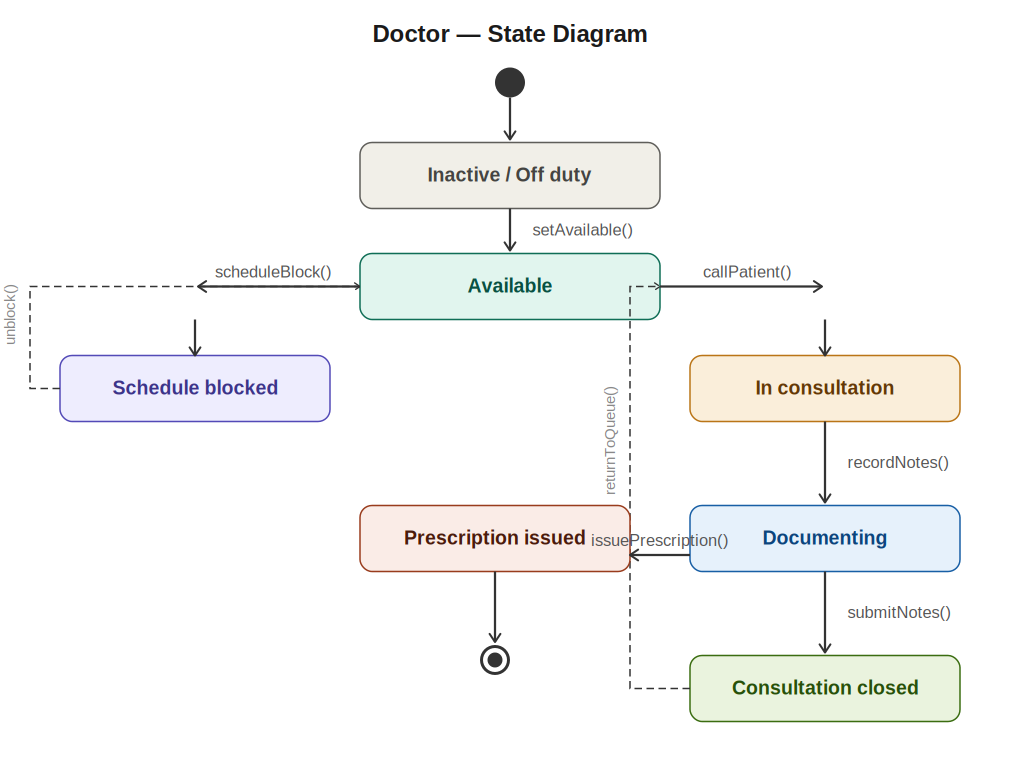 Doctor — State Diagram
Inactive / Off duty
setAvailable()
scheduleBlock()
Available
callPatient()
unblock()
Schedule blocked
In consultation
returnToQueue()
recordNotes()
Prescription issued
issuePrescription()
Documenting
submitNotes()
Consultation closed